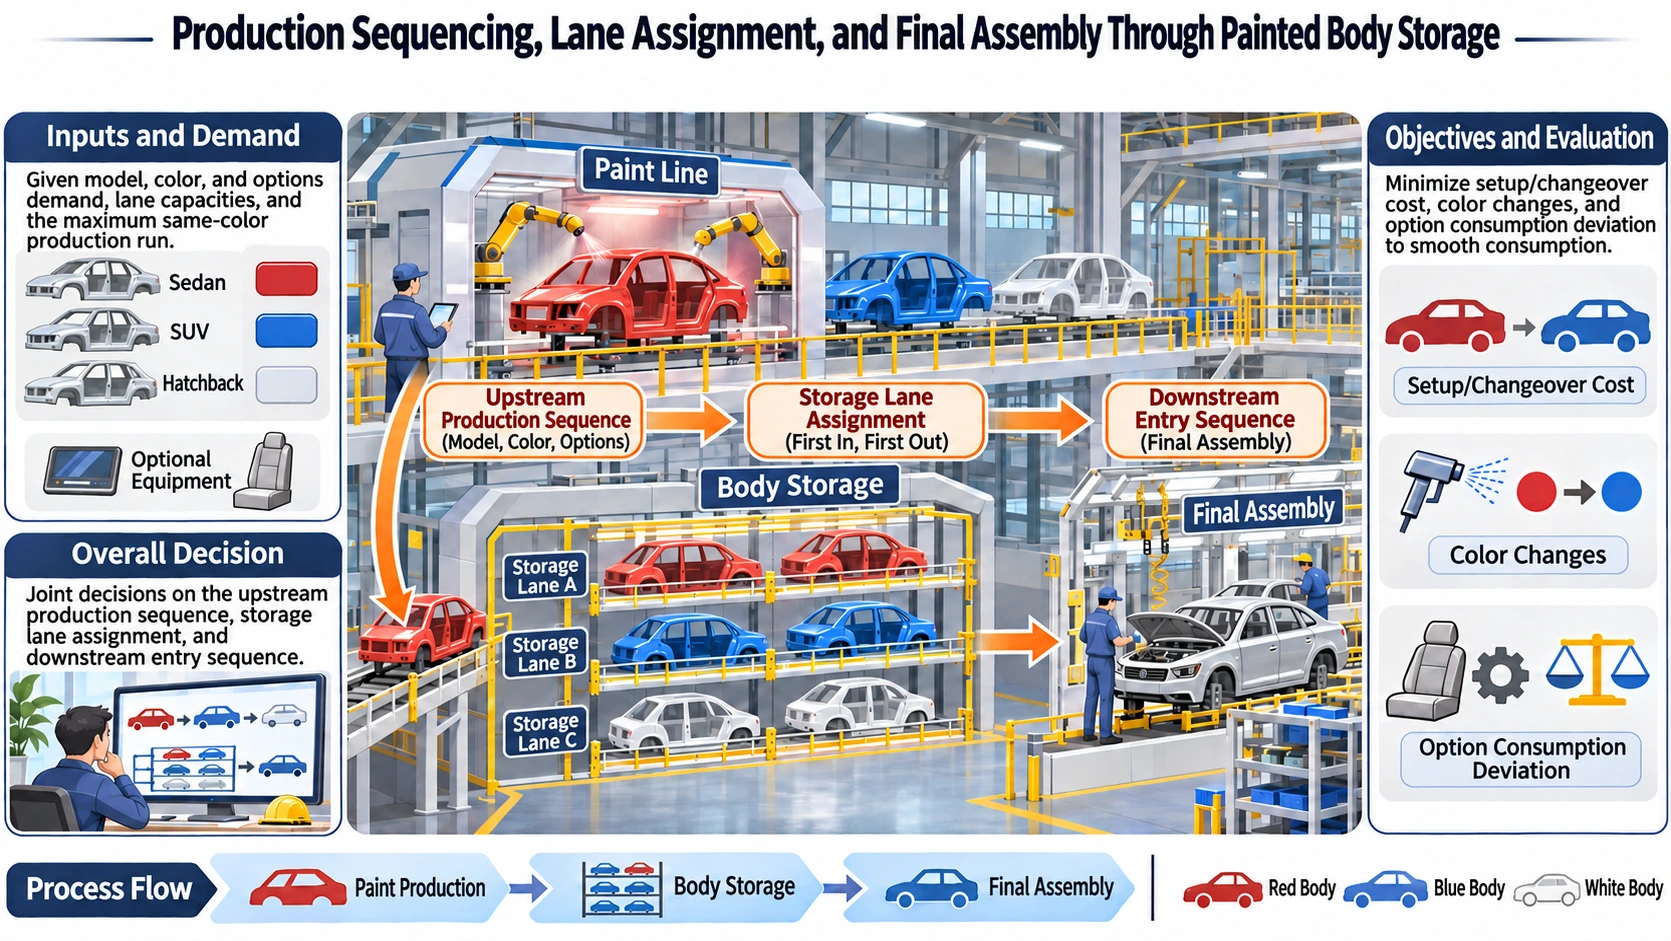 Production Sequencing, Lane Assignment, and Final Assembly Through Painted Body Storage
Inputs and Demand
Given model, color, and options
demand, lane capacities, and
the maximum same-color
production run.
Sedan
SUV
Hatchback
Optional
Equipment
Overall Decision
Joint decisions on the upstream
production sequence, storage
lane assignment, and
downstream entry sequence.
Paint Line
Upstream
Production Sequence
(Model, Color, Options)
Storage Lane
Assignment
(First In, First Out)
Downstream
Entry Sequence
(Final Assembly)
Body Storage
Storage
Lane A
Storage
Lane B
Storage
Lane C
Final Assembly
Objectives and Evaluation
Minimize setup/changeover
cost, color changes, and
option consumption deviation
to smooth consumption.
Setup/Changeover Cost
Color Changes
Option Consumption
Deviation
Process Flow
Paint Production
Body Storage
Final Assembly
Red Body
Blue Body
White Body